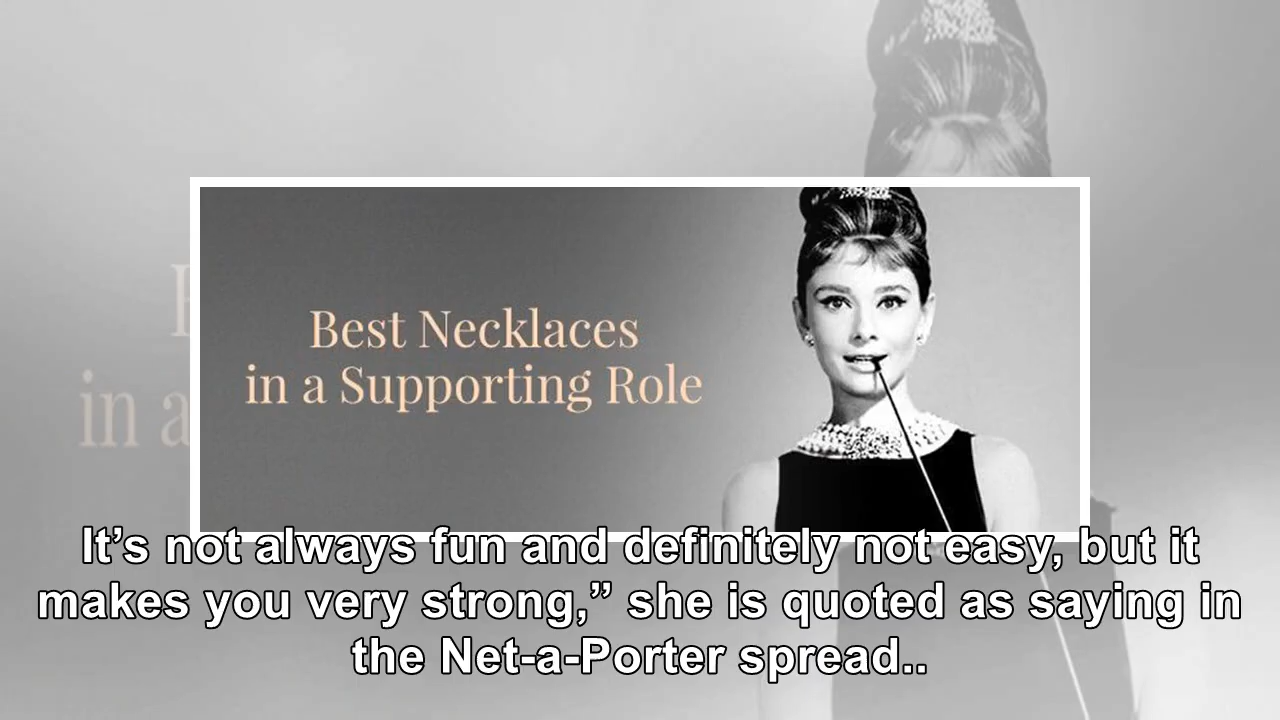 Best Necklaces
in a Supporting Role
in a
It’s not always fun and definitely not easy, but it
makes you very strong,” she is quoted as saying in
the Net-a-Porter spread..